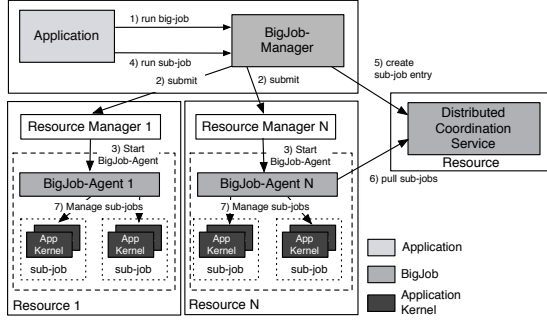 1) run big-job
Application
BigJob-
Manager
4) run sub-job
5) create
sub-job entry
2) submit
2) submit
Resource Manager 1
Resource Manager N
Distributed
Coordination
Service
Resource
3) Start
BigJob-Agent
3) Start
BigJob-Agent
BigJob-Agent 1
BigJob-Agent N
6) pull sub-jobs
7) Manage sub-jobs
7) Manage sub-jobs
App
Kernel
App
Kernel
App
Kernel
App
Kernel
sub-job
sub-job
sub-job
sub-job
Resource 1
Resource N
Application
BigJob
Application
Kernel